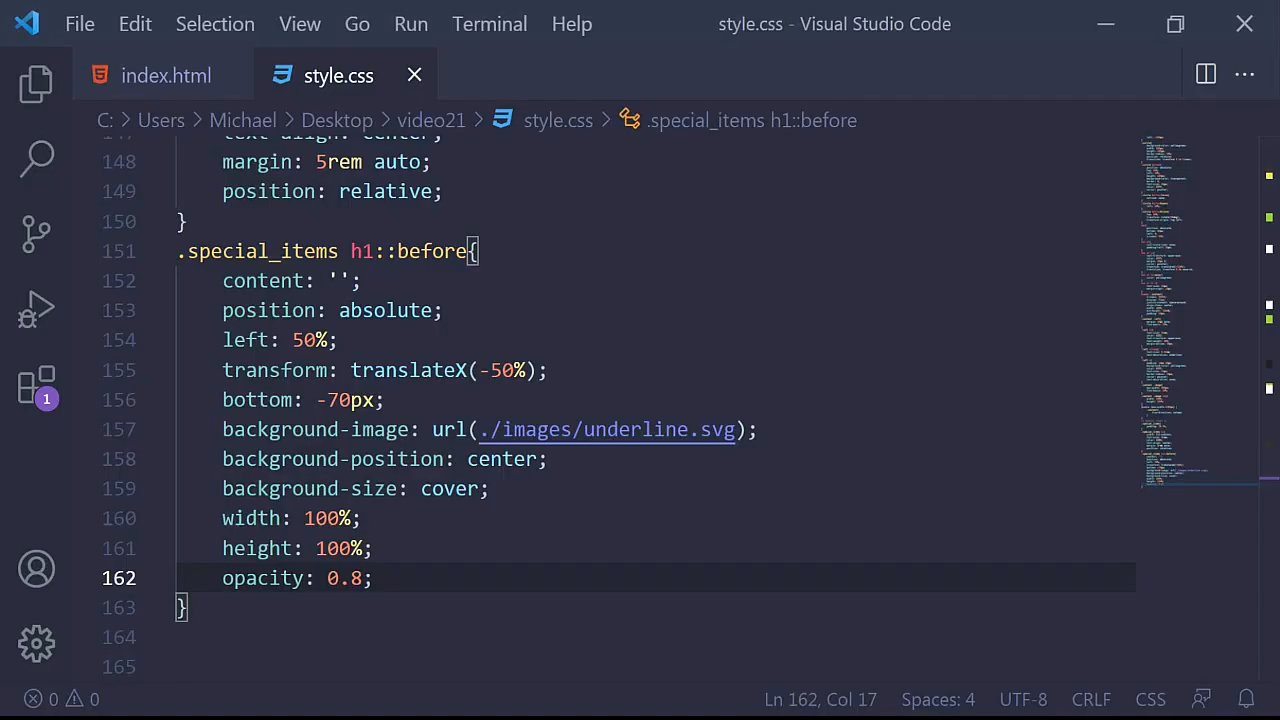 File Edit Selection View Go Run Terminal Help style.css - Visual Studio Code
index.html style.css
C: > Users > Michael > Desktop > video21 > style.css > .special_items h1::before
147 text-align: center;
148 margin: 5rem auto;
149 position: relative;
150 }
151 .special_items h1::before{
152 content: '';
153 position: absolute;
154 left: 50%;
155 transform: translateX(-50%);
156 bottom: -70px;
157 background-image: url(./images/underline.svg);
158 background-position: center;
159 background-size: cover;
160 width: 100%;
161 height: 100%;
162 opacity: 0.8;
163 }
164
165
1
0 0 Ln 162, Col 17 Spaces: 4 UTF-8 CRLF CSS